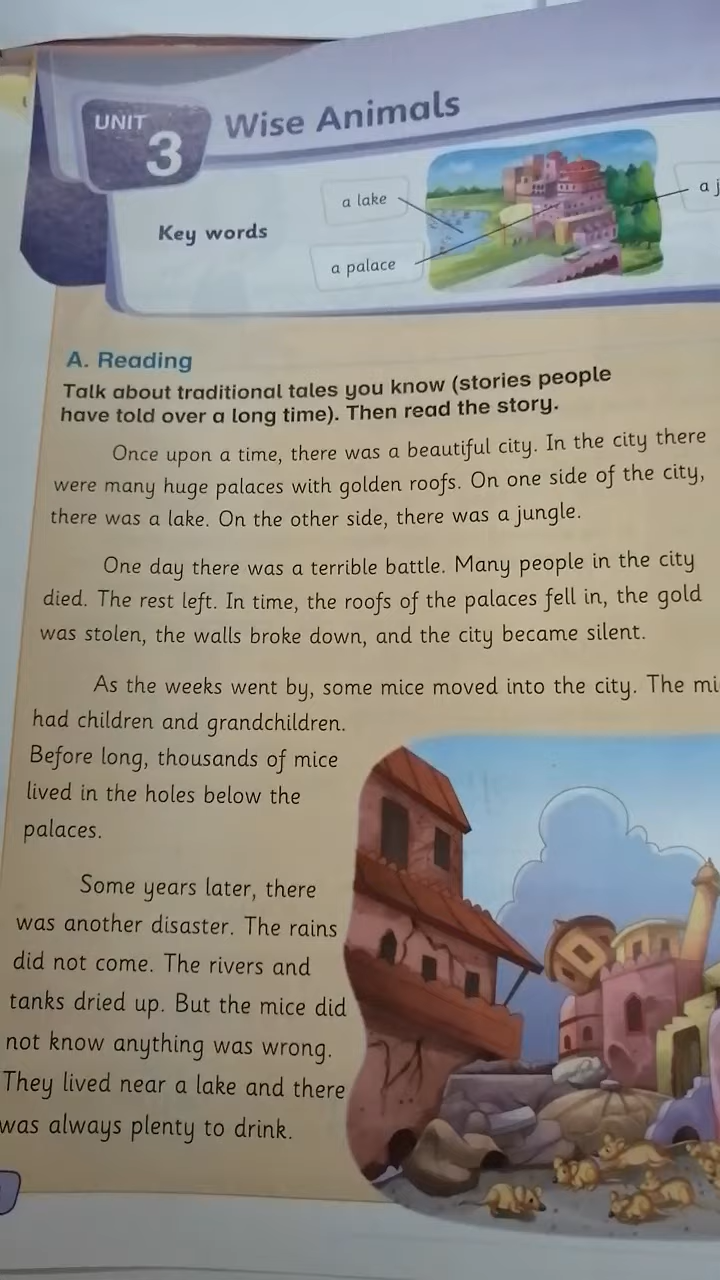 UNIT
3
Wise Animals
Key words
a lake
a palace
a j
A. Reading
Talk about traditional tales you know (stories people
have told over a long time). Then read the story.
Once upon a time, there was a beautiful city. In the city there
were many huge palaces with golden roofs. On one side of the city,
there was a lake. On the other side, there was a jungle.
One day there was a terrible battle. Many people in the city
died. The rest left. In time, the roofs of the palaces fell in, the gold
was stolen, the walls broke down, and the city became silent.
As the weeks went by, some mice moved into the city. The mi
had children and grandchildren.
Before long, thousands of mice
lived in the holes below the
palaces.
Some years later, there
was another disaster. The rains
did not come. The rivers and
tanks dried up. But the mice did
not know anything was wrong.
They lived near a lake and there
was always plenty to drink.